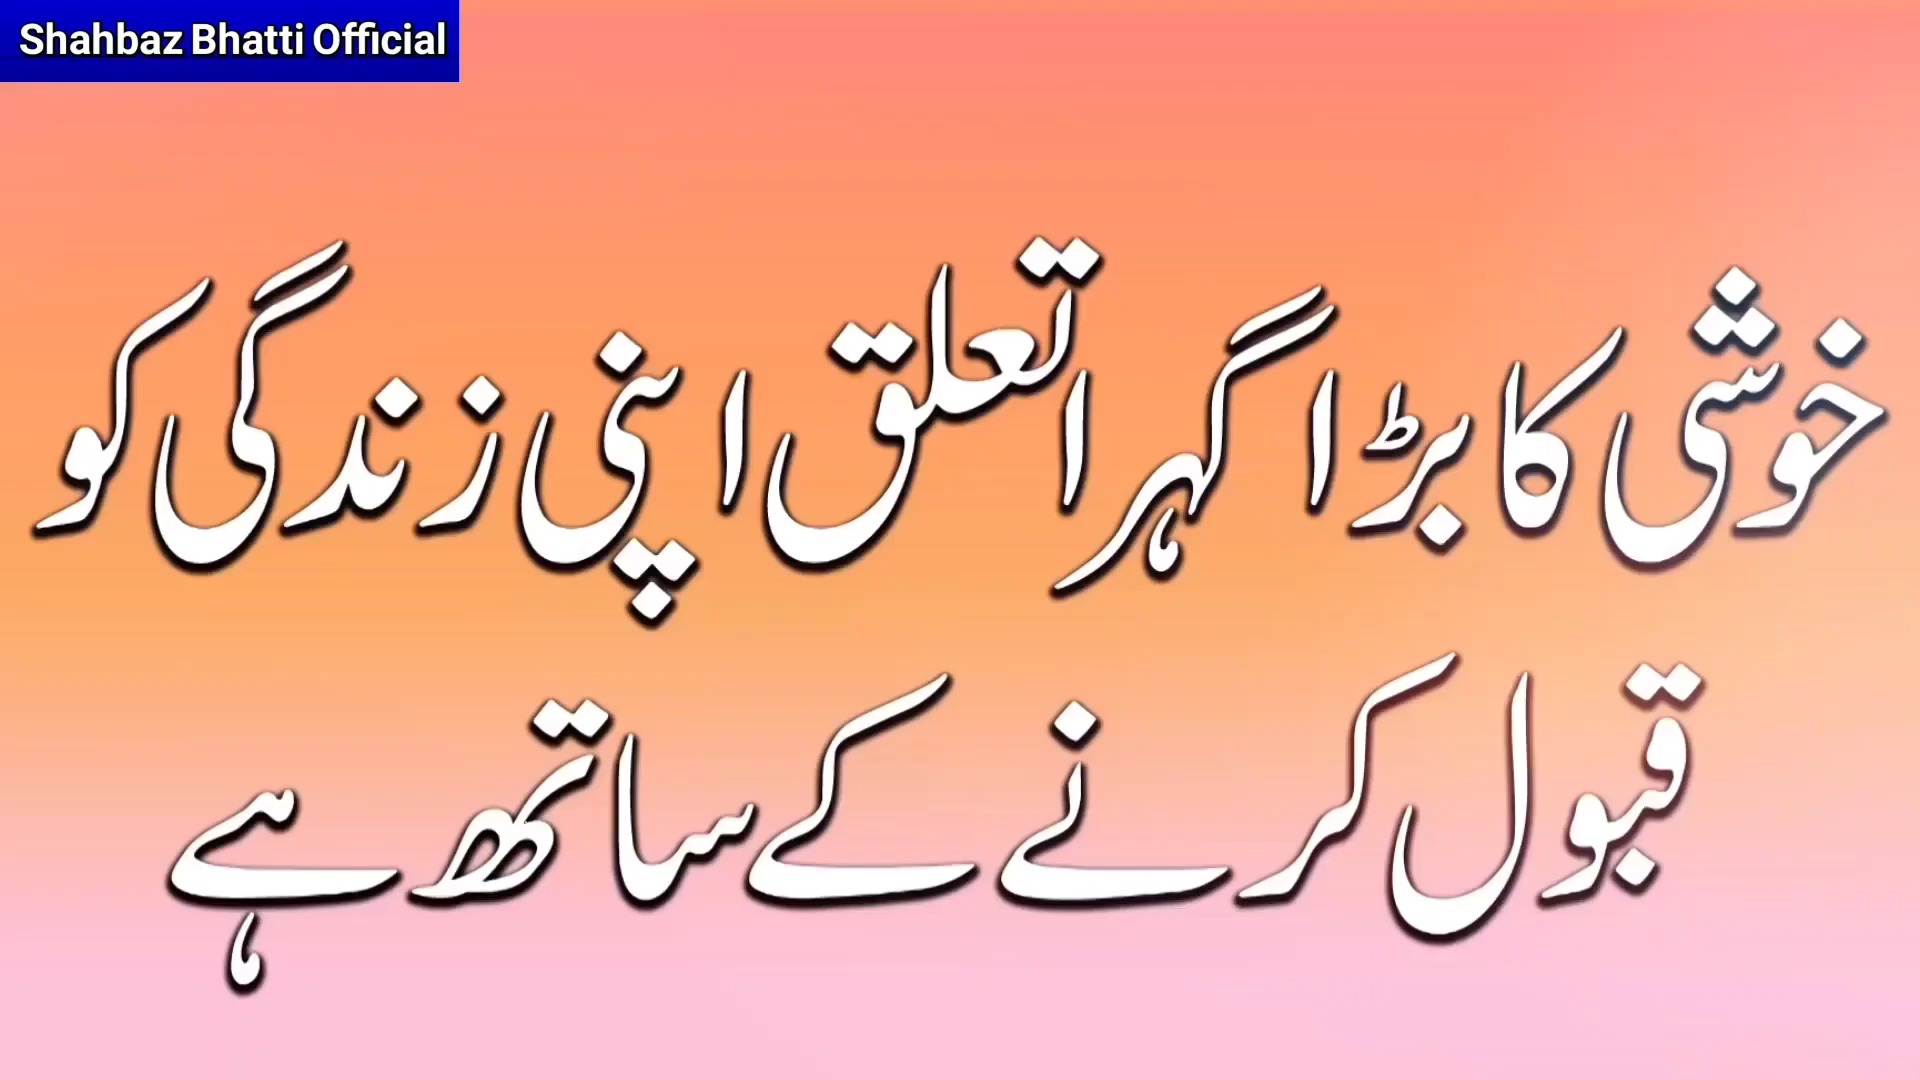 Shahbaz Bhatti Official
خوشی کا بڑا گہرا تعلق اپنی زندگی کو
قبول کرنے کے ساتھ ہے